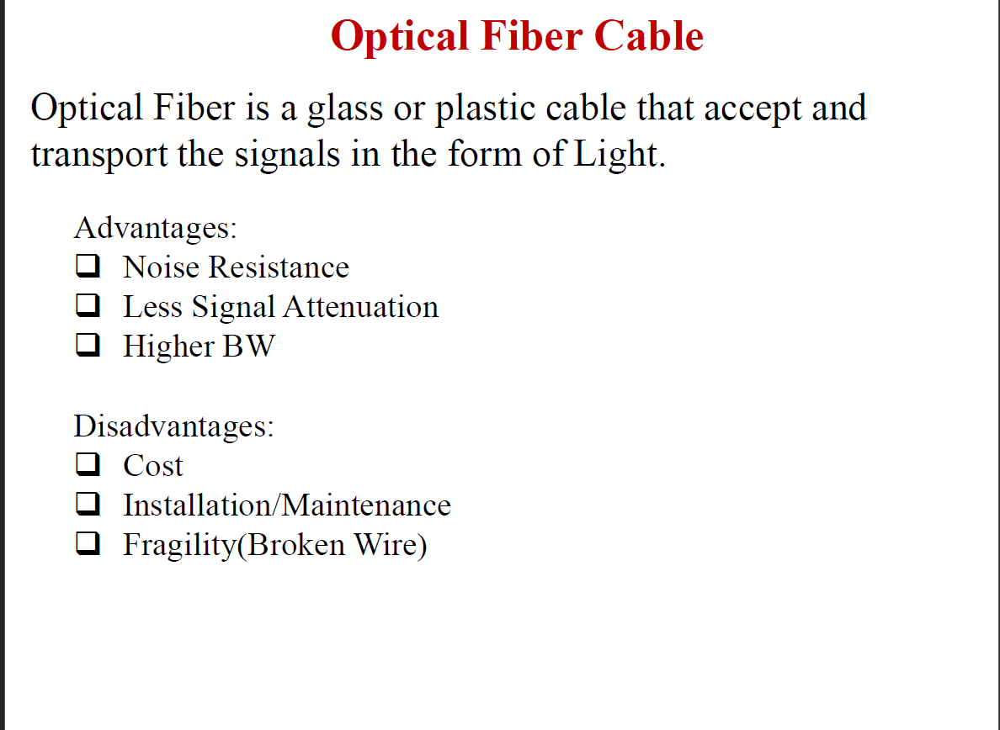 Optical Fiber Cable
Optical Fiber is a glass or plastic cable that accept and
transport the signals in the form of Light.
Advantages:
❑ Noise Resistance
❑ Less Signal Attenuation
❑ Higher BW
Disadvantages:
❑ Cost
❑ Installation/Maintenance
❑ Fragility(Broken Wire)